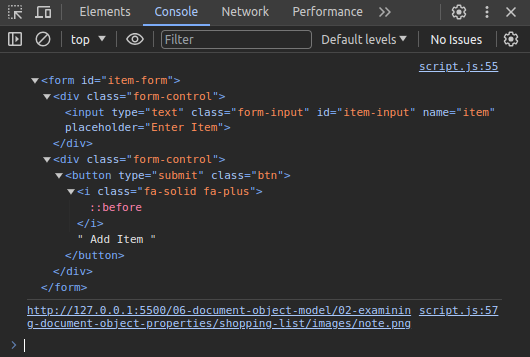 Elements Console Network Performance
top Filter Default levels No Issues
script.js:55
<form id="item-form">
<div class="form-control">
<input type="text" class="form-input" id="item-input" name="item"
placeholder="Enter Item">
</div>
<div class="form-control">
<button type="submit" class="btn">
<i class="fa-solid fa-plus">
::before
</i>
" Add Item "
</button>
</div>
</form>
http://127.0.0.1:5500/06-document-object-model/02-examinin script.js:57
g-document-object-properties/shopping-list/images/note.png